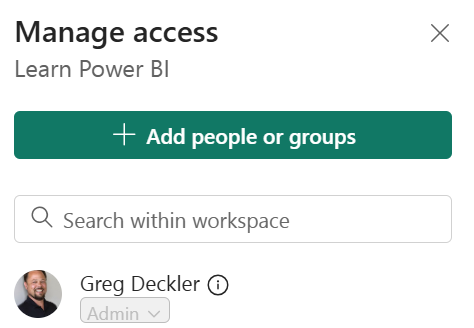 Manage access
Learn Power BI
Add people or groups
Search within workspace
Greg Deckler
Admin